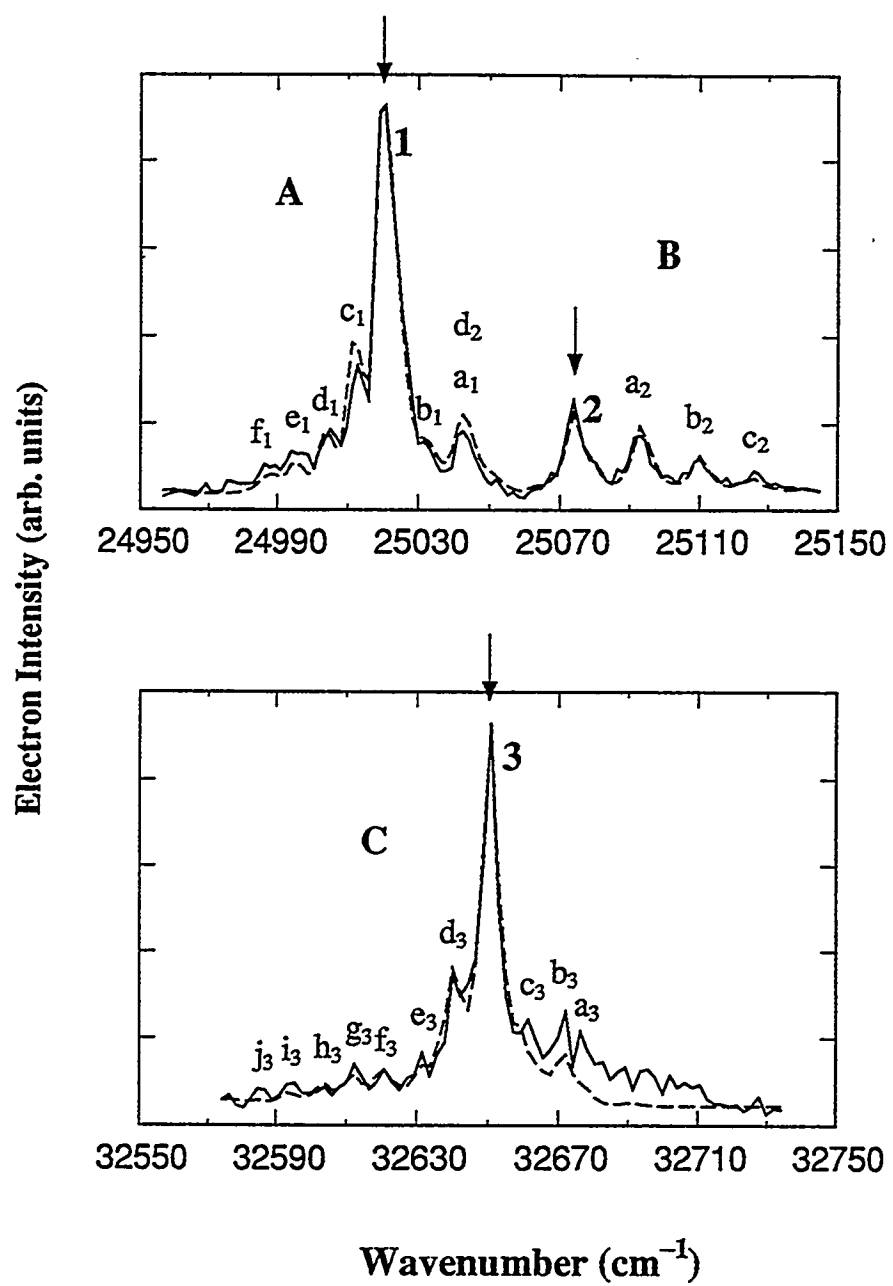 1
A
B
c₁
d₂
a₁
b₁
d₁
e₁
f₁
2
a₂
b₂
c₂
24950 24990 25030 25070 25110 25150
Electron Intensity (arb. units)
3
C
d₃
c₃
b₃
a₃
e₃
j₃ i₃ h₃ g₃ f₃
32550 32590 32630 32670 32710 32750
Wavenumber (cm⁻¹)